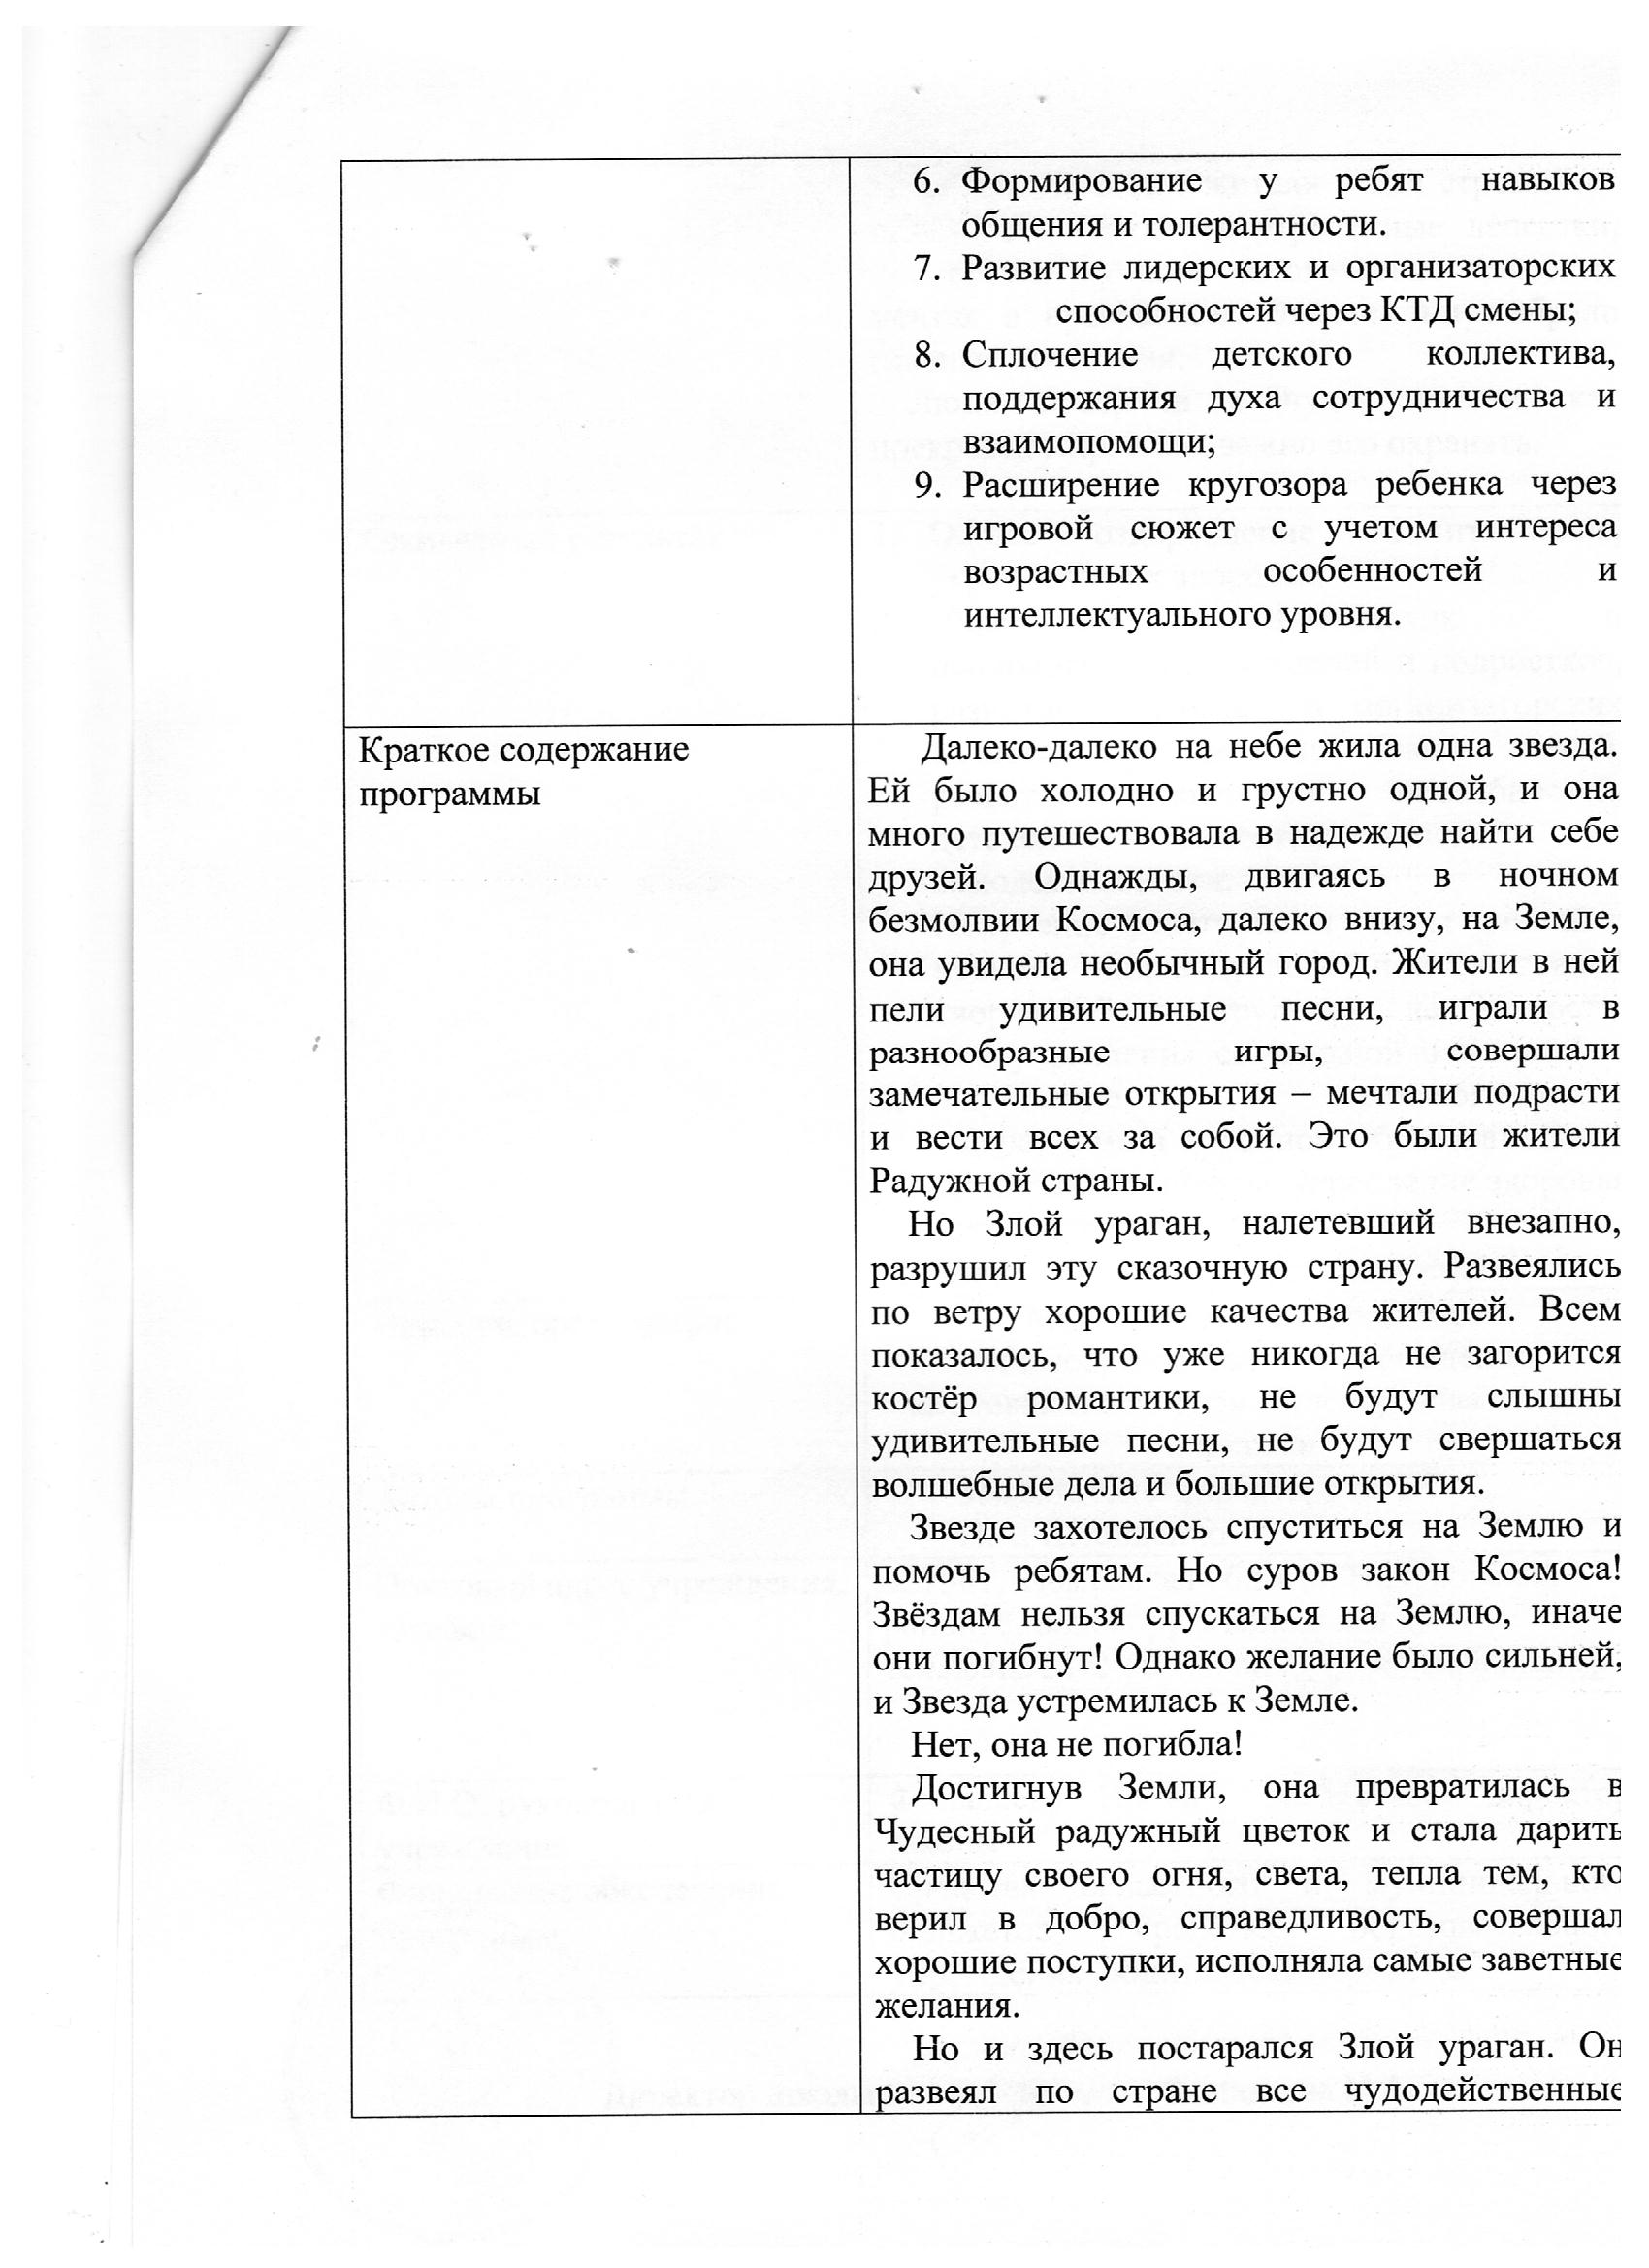 6. Формирование у ребят навыков
общения и толерантности.
7. Развитие лидерских и организаторских
способностей через КТД смены;
8. Сплочение детского коллектива,
поддержания духа сотрудничества и
взаимопомощи;
9. Расширение кругозора ребенка через
игровой сюжет с учетом интереса
возрастных особенностей и
интеллектуального уровня.
Краткое содержание
программы
Далеко-далеко на небе жила одна звезда.
Ей было холодно и грустно одной, и она
много путешествовала в надежде найти себе
друзей. Однажды, двигаясь в ночном
безмолвии Космоса, далеко внизу, на Земле,
она увидела необычный город. Жители в ней
пели удивительные песни, играли в
разнообразные игры, совершали
замечательные открытия – мечтали подрасти
и вести всех за собой. Это были жители
Радужной страны.
Но Злой ураган, налетевший внезапно,
разрушил эту сказочную страну. Развеялись
по ветру хорошие качества жителей. Всем
показалось, что уже никогда не загорится
костёр романтики, не будут слышны
удивительные песни, не будут свершаться
волшебные дела и большие открытия.
Звезде захотелось спуститься на Землю и
помочь ребятам. Но суров закон Космоса!
Звёздам нельзя спускаться на Землю, иначе
они погибнут! Однако желание было сильней,
и Звезда устремилась к Земле.
Нет, она не погибла!
Достигнув Земли, она превратилась в
Чудесный радужный цветок и стала дарить
частицу своего огня, света, тепла тем, кто
верил в добро, справедливость, совершал
хорошие поступки, исполняла самые заветные
желания.
Но и здесь постарался Злой ураган. Он
развеял по стране все чудодейственные